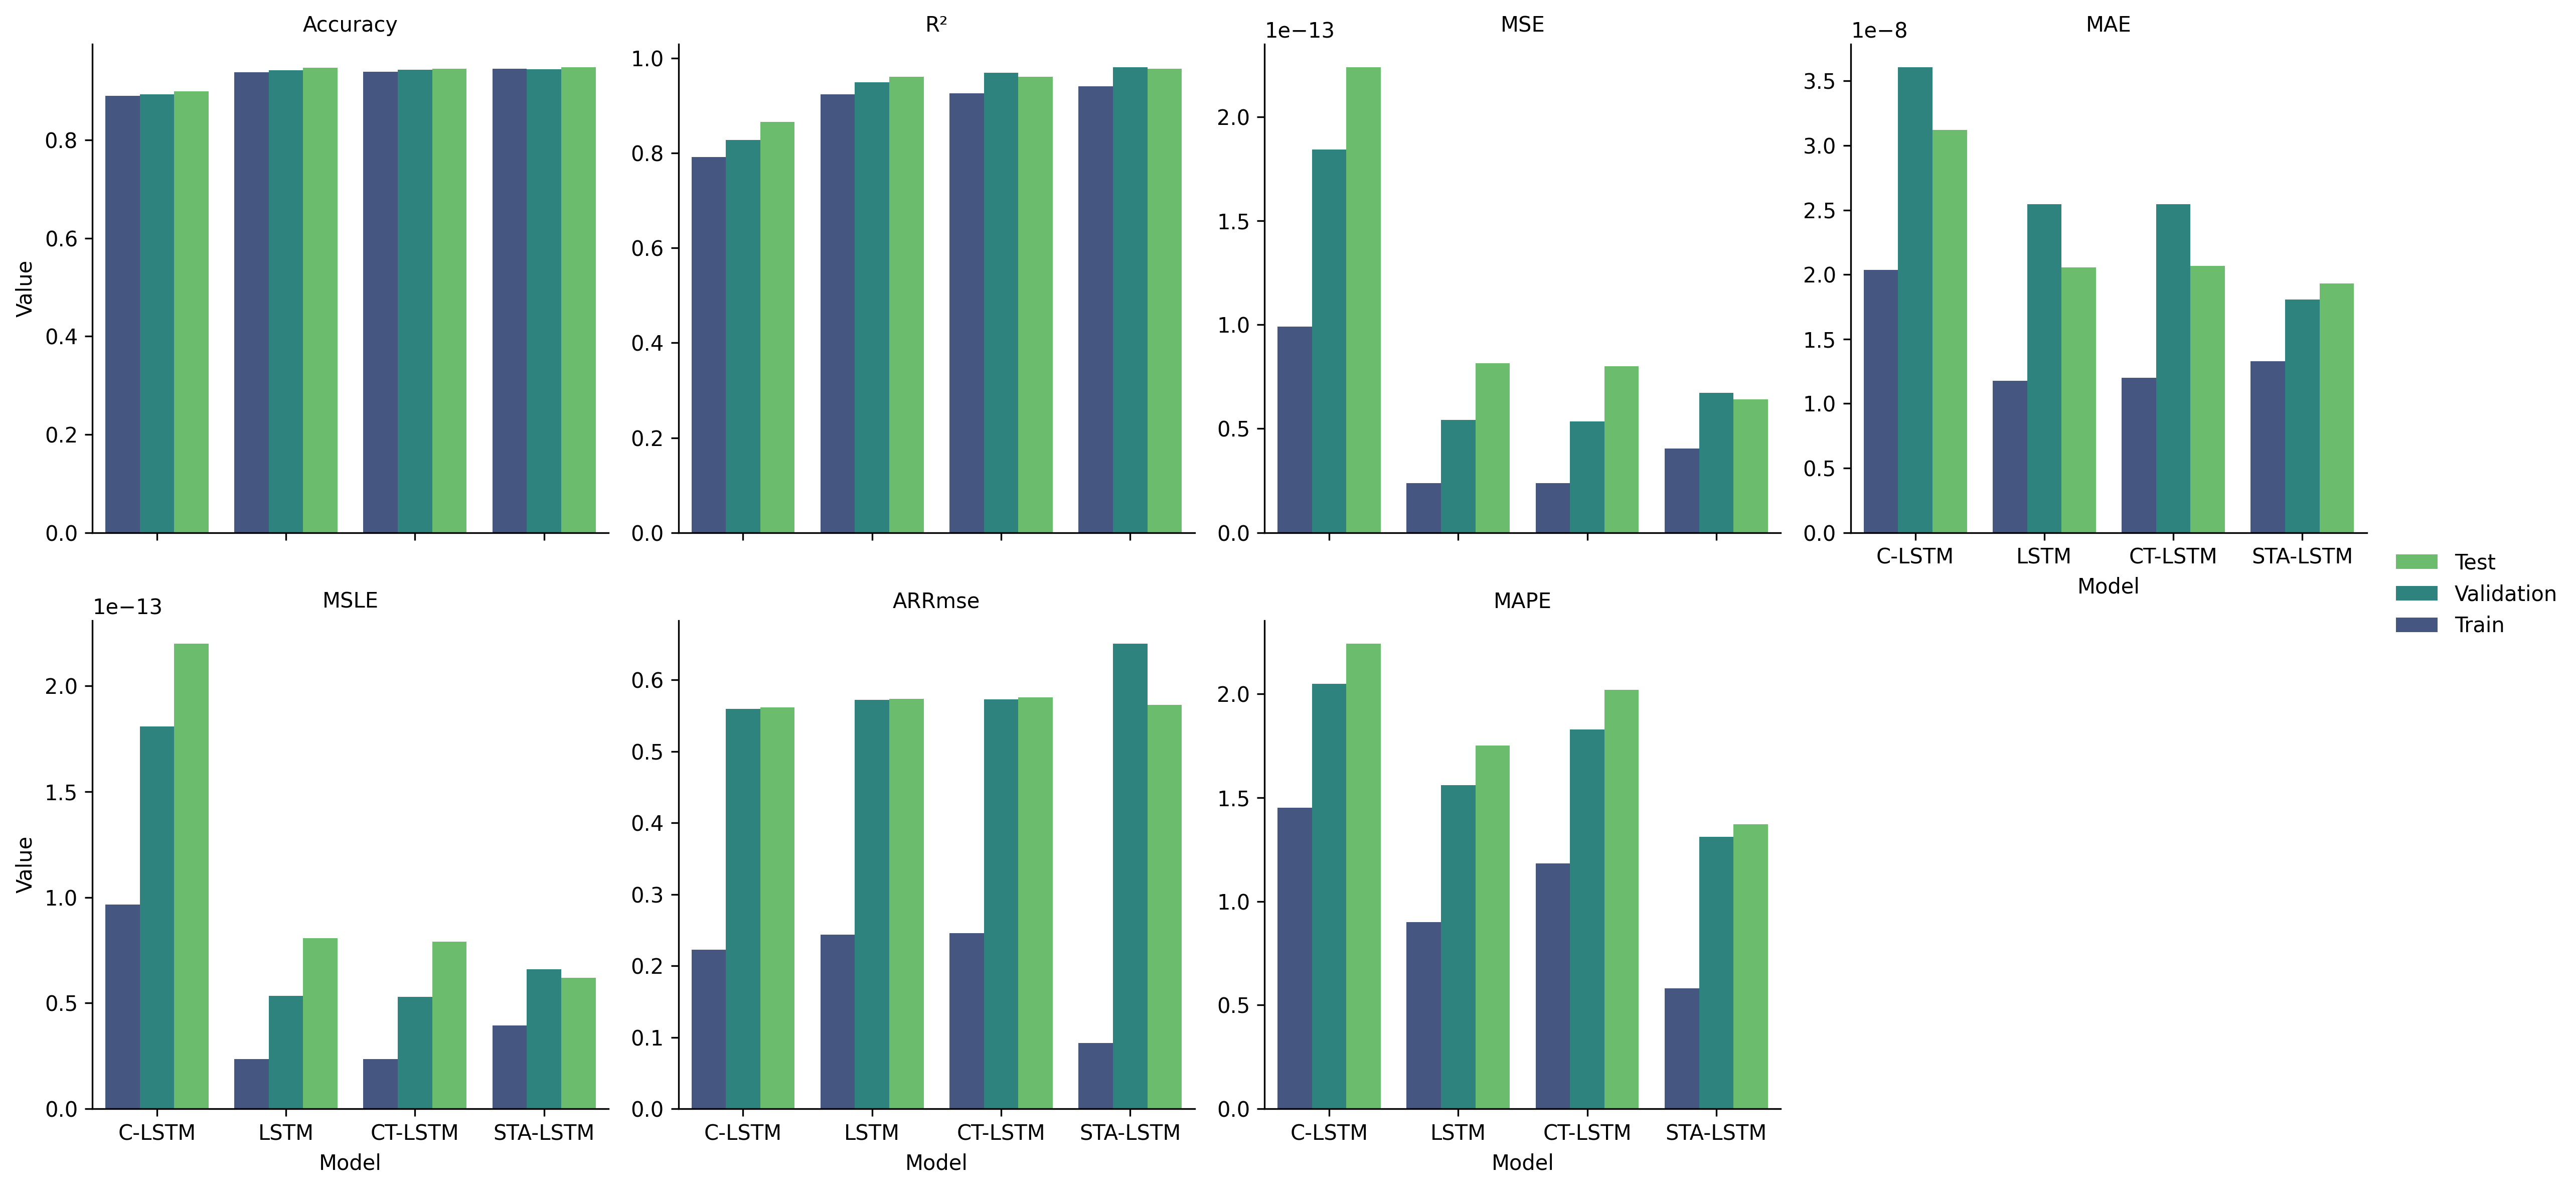 Accuracy
Value
0.8
0.6
0.4
0.2
0.0
R²
1.0
0.8
0.6
0.4
0.2
0.0
1e−13
MSE
2.0
1.5
1.0
0.5
0.0
1e−8
MAE
3.5
3.0
2.5
2.0
1.5
1.0
0.5
0.0
C-LSTM LSTM CT-LSTM STA-LSTM
Model
Test
Validation
Train
1e−13
MSLE
Value
2.0
1.5
1.0
0.5
0.0
C-LSTM LSTM CT-LSTM STA-LSTM
Model
ARRmse
0.6
0.5
0.4
0.3
0.2
0.1
0.0
C-LSTM LSTM CT-LSTM STA-LSTM
Model
MAPE
2.0
1.5
1.0
0.5
0.0
C-LSTM LSTM CT-LSTM STA-LSTM
Model